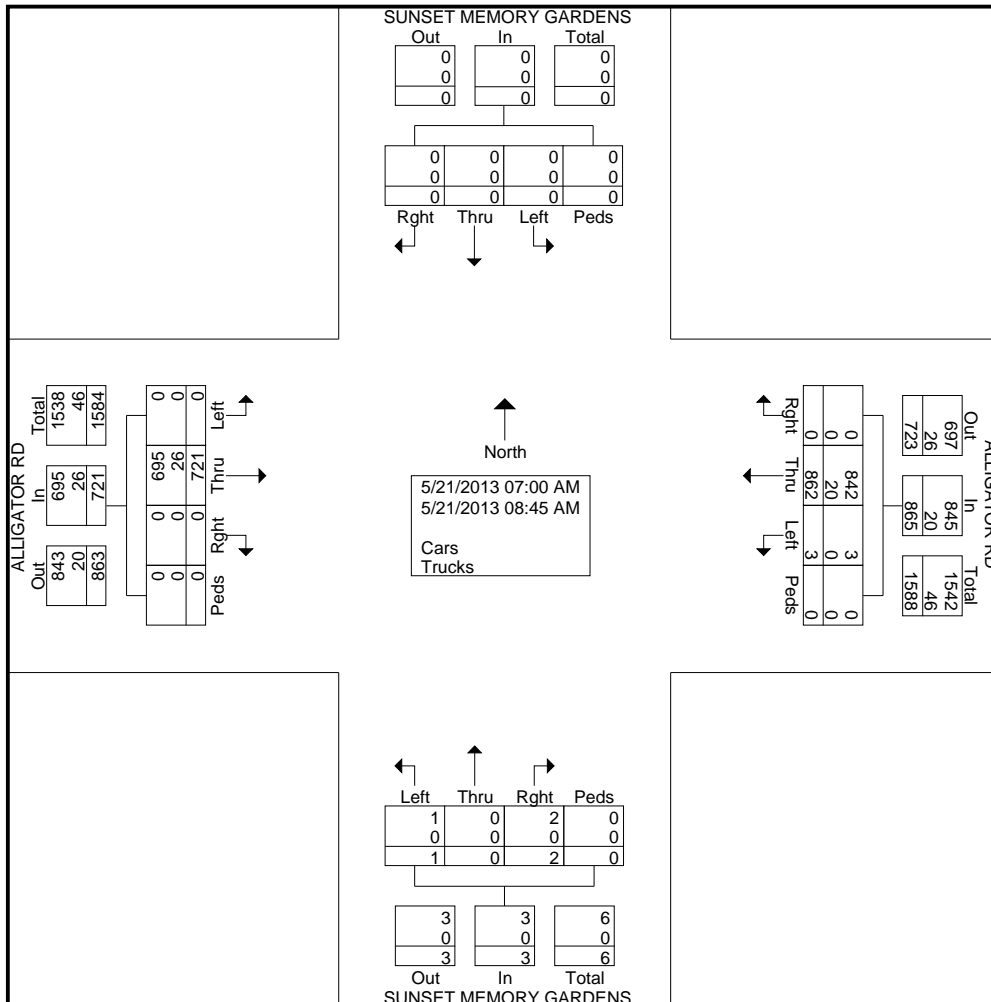 SUNSET MEMORY GARDENS
Out In Total
0 0 0
0 0 0
0 0 0
0 0 0 0
0 0 0 0
0 0 0 0
Rght Thru Left Peds
ALLIGATOR RD
Total In Out
1538 695 843
46 26 20
1584 721 863
0 695 0 0
0 26 0 0
0 721 0 0
Left Thru Rght Peds
North
5/21/2013 07:00 AM
5/21/2013 08:45 AM
Cars
Trucks
ALLIGATOR RD
Out In Total
697 845 1542
26 20 46
723 865 1588
0 842 3 0
0 20 0 0
0 862 3 0
Rght Thru Left Peds
Left Thru Rght Peds
1 0 2 0
0 0 0 0
1 0 2 0
3 3 6
0 0 0
3 3 6
Out In Total
SUNSET MEMORY GARDENS